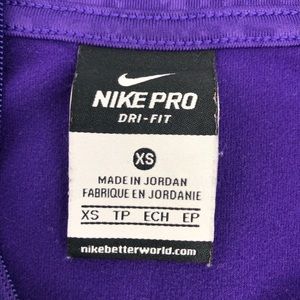 NIKE PRO
DRI-FIT
XS
MADE IN JORDAN
FABRIQUE EN JORDANIE
XS TP ECH EP
nikebetterworld.com